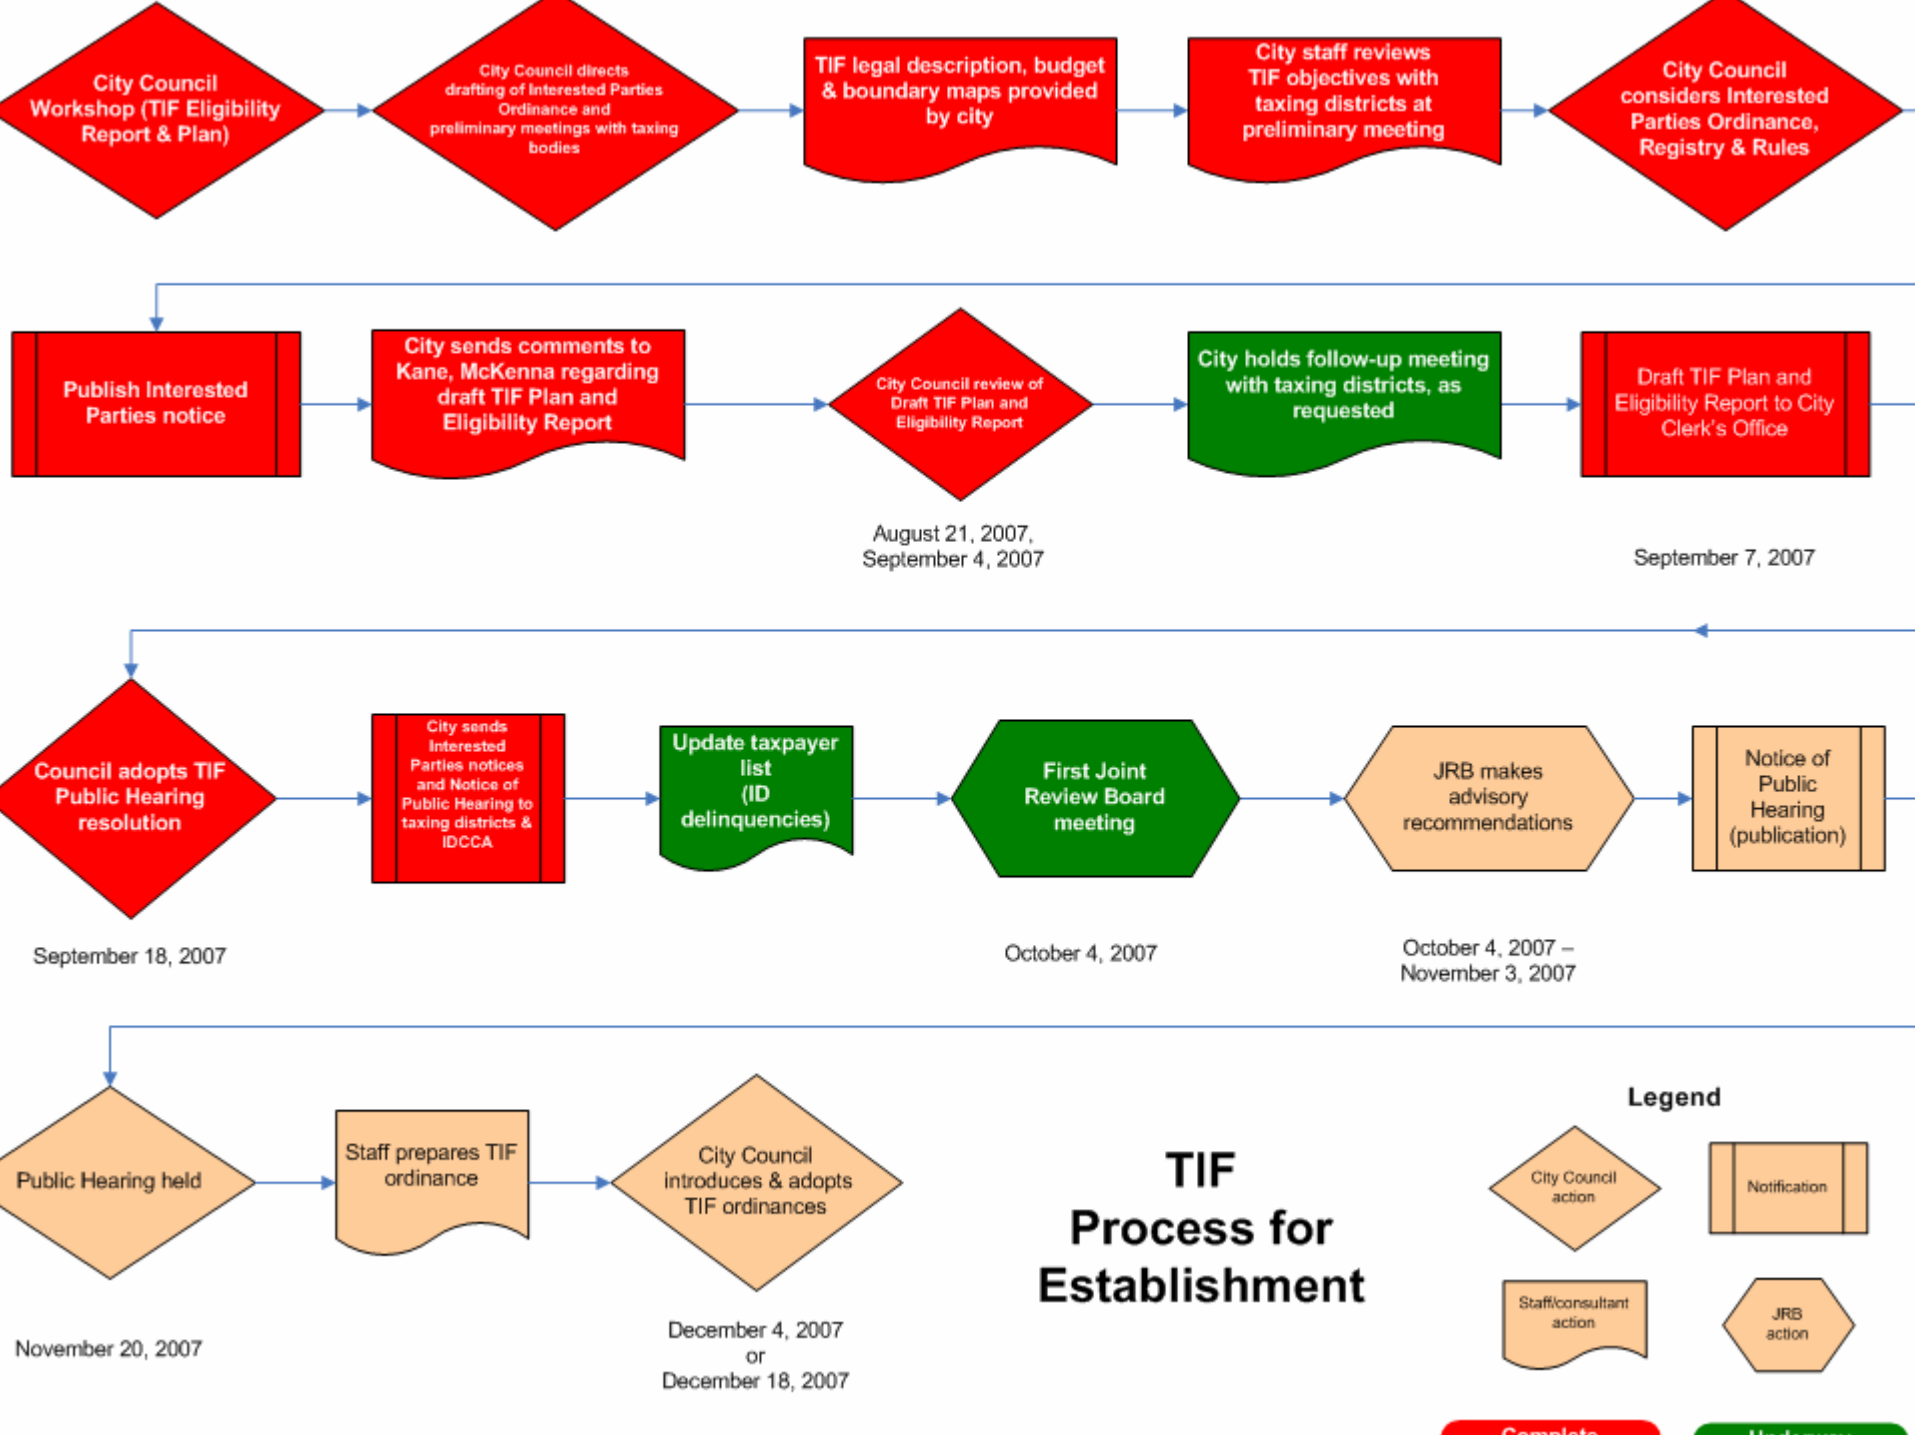 City Council
Workshop (TIF Eligibility
Report & Plan)
City Council directs
drafting of Interested Parties
Ordinance and
preliminary meetings with taxing
bodies
TIF legal description, budget
& boundary maps provided
by city
City staff reviews
TIF objectives with
taxing districts at
preliminary meeting
City Council
considers Interested
Parties Ordinance,
Registry & Rules
Publish Interested
Parties notice
City sends comments to
Kane, McKenna regarding
draft TIF Plan and
Eligibility Report
City Council review of
Draft TIF Plan and
Eligibility Report
City holds follow-up meeting
with taxing districts, as
requested
Draft TIF Plan and
Eligibility Report to City
Clerk's Office
August 21, 2007,
September 4, 2007
September 7, 2007
Council adopts TIF
Public Hearing
resolution
City sends
Interested
Parties notices
and Notice of
Public Hearing to
taxing districts &
IDCCA
Update taxpayer
list
(ID
delinquencies)
First Joint
Review Board
meeting
JRB makes
advisory
recommendations
Notice of
Public
Hearing
(publication)
September 18, 2007
October 4, 2007
October 4, 2007 –
November 3, 2007
Public Hearing held
Staff prepares TIF
ordinance
City Council
introduces & adopts
TIF ordinances
November 20, 2007
December 4, 2007
or
December 18, 2007
TIF
Process for
Establishment
Legend
City Council
action
Notification
Staff/consultant
action
JRB
action
Complete
Underway